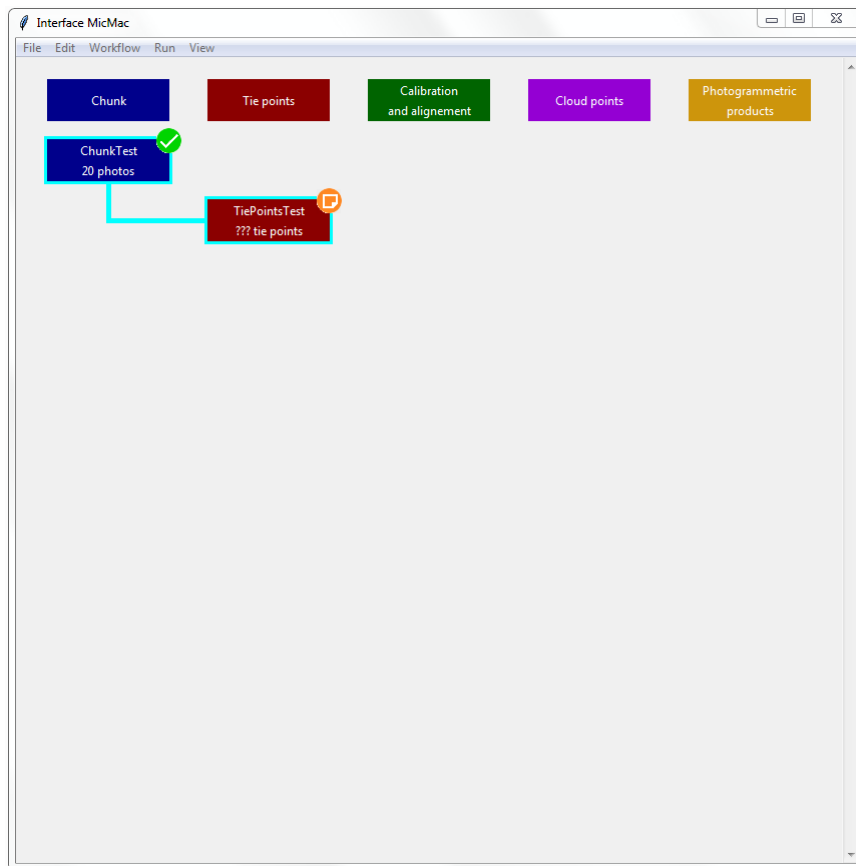 Interface MicMac
File Edit Workflow Run View
Chunk
Tie points
Calibration
and alignement
Cloud points
Photogrammetric
products
ChunkTest
20 photos
TiePointsTest
??? tie points